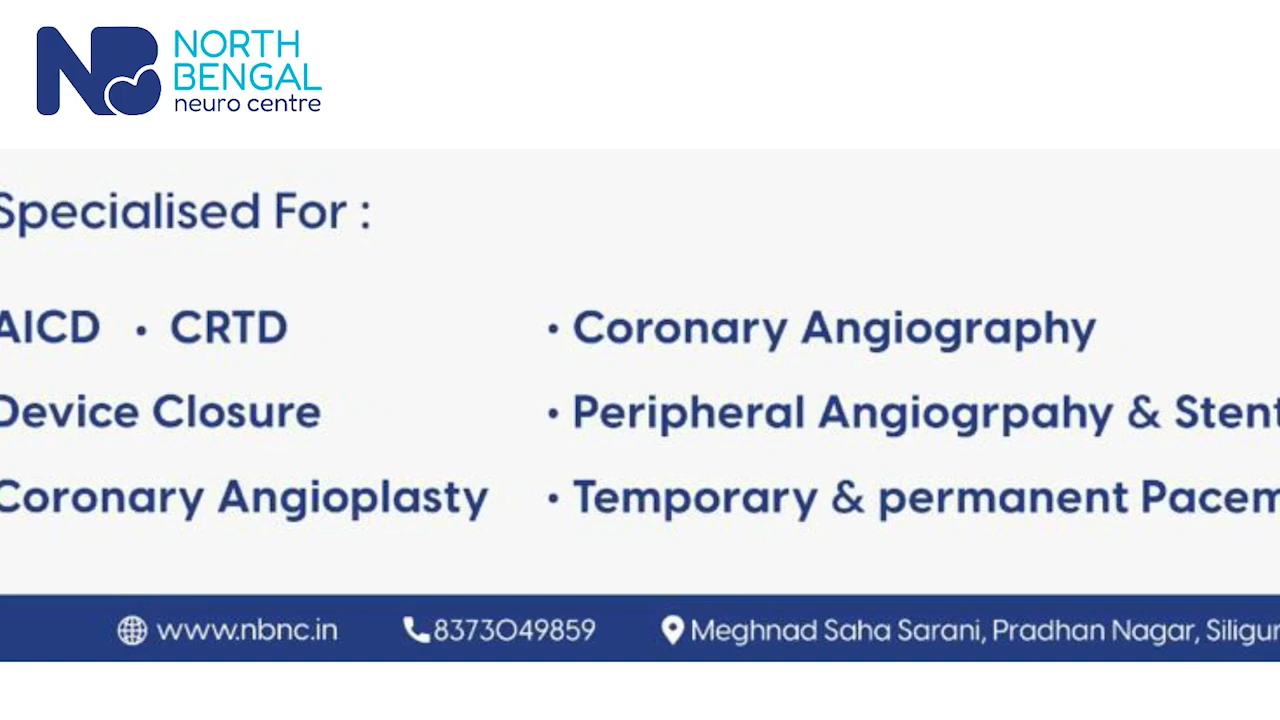 NORTH
BENGAL
neuro centre
Specialised For :
AICD • CRTD
• Coronary Angiography
Device Closure
• Peripheral Angiogrpahy & Stent
Coronary Angioplasty
• Temporary & permanent Pacem
www.nbnc.in 8373049859 Meghnad Saha Sarani, Pradhan Nagar, Siligur